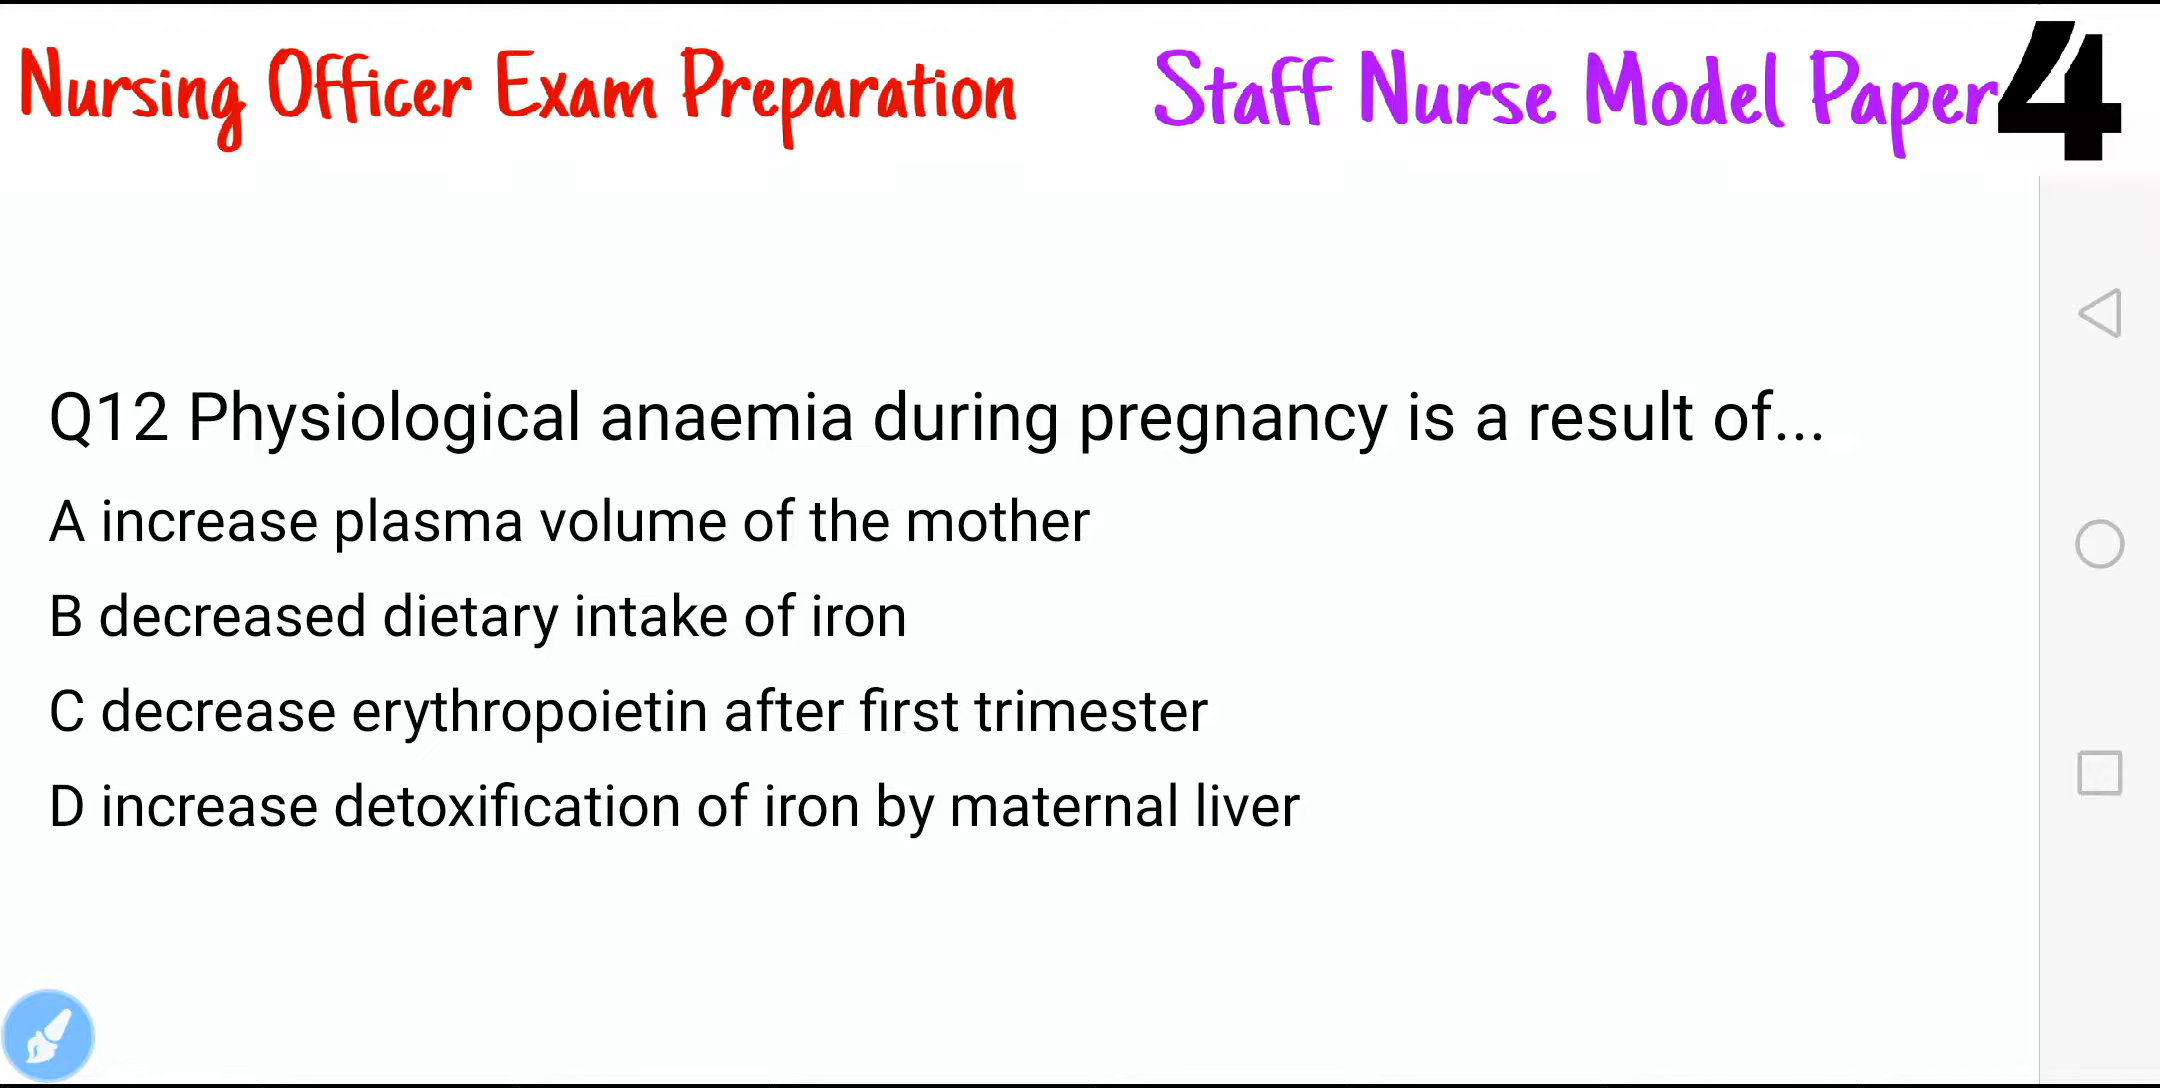 Nursing Officer Exam Preparation Staff Nurse Model Paper 4
Q12 Physiological anaemia during pregnancy is a result of...
A increase plasma volume of the mother
B decreased dietary intake of iron
C decrease erythropoietin after first trimester
D increase detoxification of iron by maternal liver